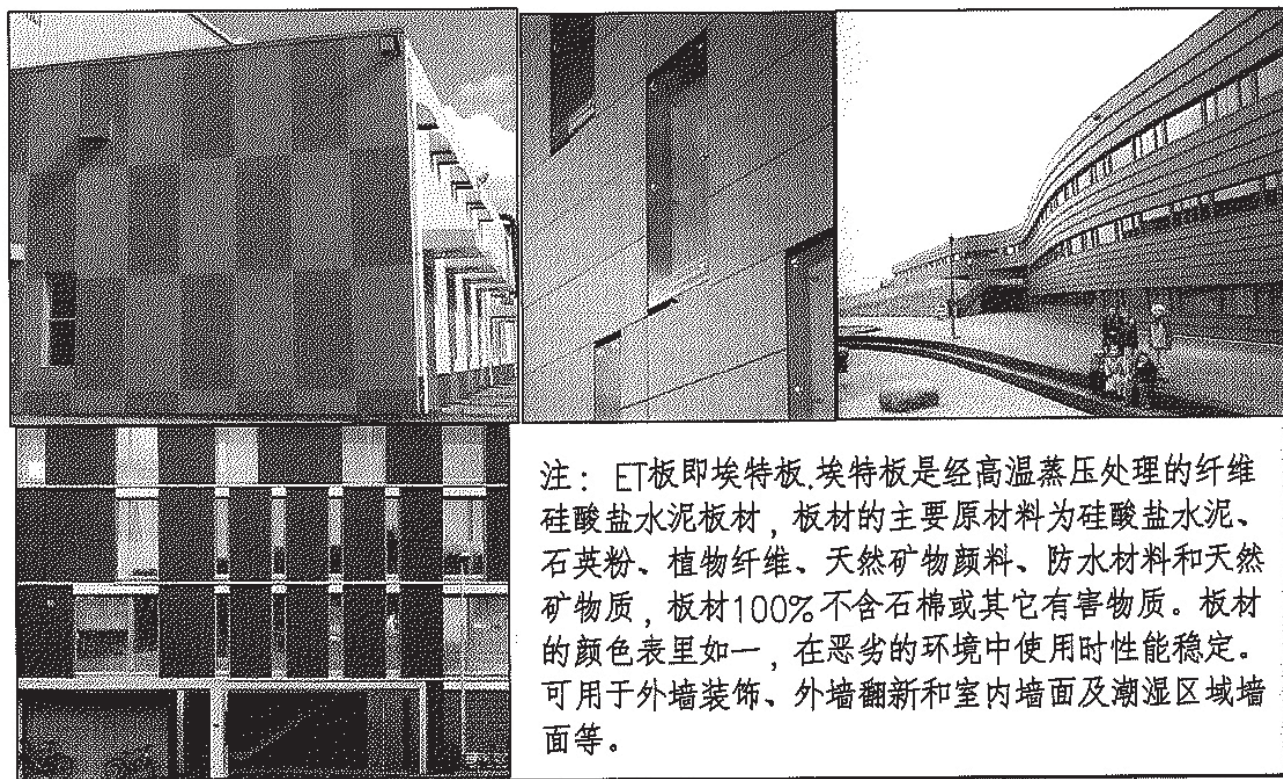 注： ET板即埃特板.埃特板是经高温蒸压处理的纤维
硅酸盐水泥板材，板材的主要原材料为硅酸盐水泥、
石英粉、植物纤维、天然矿物颜料、防水材料和天然
矿物质，板材100%不含石棉或其它有害物质。板材
的颜色表里如一，在恶劣的环境中使用时性能稳定。
可用于外墙装饰、外墙翻新和室内墙面及潮湿区域墙
面等。